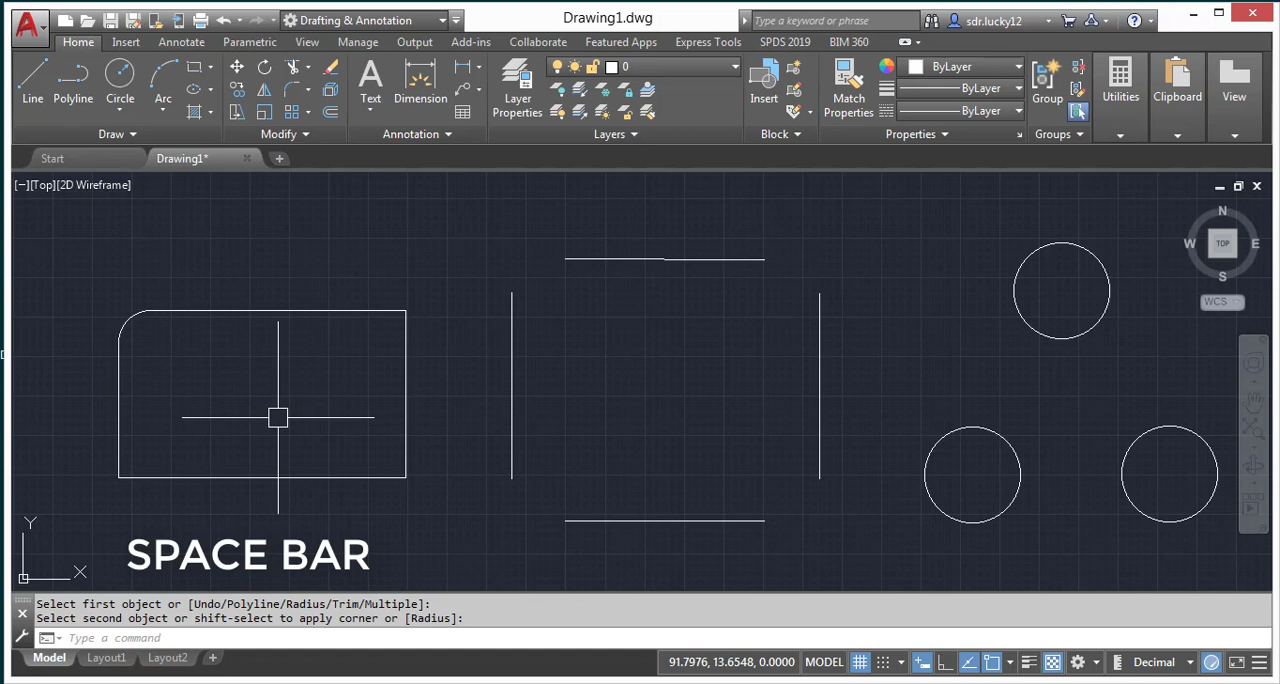 Drafting & Annotation
Drawing1.dwg
Type a keyword or phrase
sdr.lucky12
Home Insert Annotate Parametric View Manage Output Add-ins Collaborate Featured Apps Express Tools SPDS 2019 BIM 360
0
ByLayer
ByLayer
ByLayer
Line Polyline Circle Arc Text Dimension Layer Properties Insert Match Properties Group Utilities Clipboard View
Draw Modify Annotation Layers Block Properties Groups
Start Drawing1* +
[−][Top][2D Wireframe]
N
W TOP E
S
WCS
Y
X
SPACE BAR
Select first object or [Undo/Polyline/Radius/Trim/Multiple]:
Select second object or shift-select to apply corner or [Radius]:
Type a command
Model Layout1 Layout2 +
91.7976, 13.6548, 0.0000 MODEL Decimal